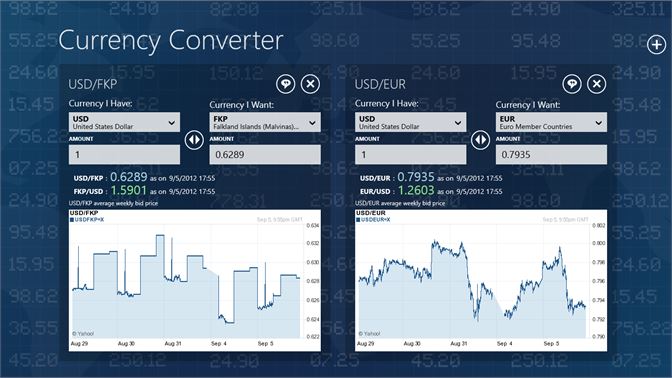 Currency Converter
USD/FKP
Currency I Have:
Currency I Want:
USD
United States Dollar
FKP
Falkland Islands (Malvinas)...
AMOUNT
AMOUNT
1
0.6289
USD/FKP : 0.6289 as on 9/5/2012 17:55
FKP/USD : 1.5901 as on 9/5/2012 17:55
USD/FKP average weekly bid price
USD/FKP
USDFKP=X
Sep 5, 9:55pm GMT
0.634
0.632
0.630
0.628
0.626
0.624
0.622
© Yahoo!
Aug 29
Aug 30
Aug 31
Sep 4
Sep 5
USD/EUR
Currency I Have:
Currency I Want:
USD
United States Dollar
EUR
Euro Member Countries
AMOUNT
AMOUNT
1
0.7935
USD/EUR : 0.7935 as on 9/5/2012 17:55
EUR/USD : 1.2603 as on 9/5/2012 17:55
USD/EUR average weekly bid price
USD/EUR
USDEUR=X
Sep 5, 9:55pm GMT
0.802
0.800
0.798
0.796
0.794
0.792
0.790
© Yahoo!
Aug 29
Aug 30
Aug 31
Sep 4
Sep 5